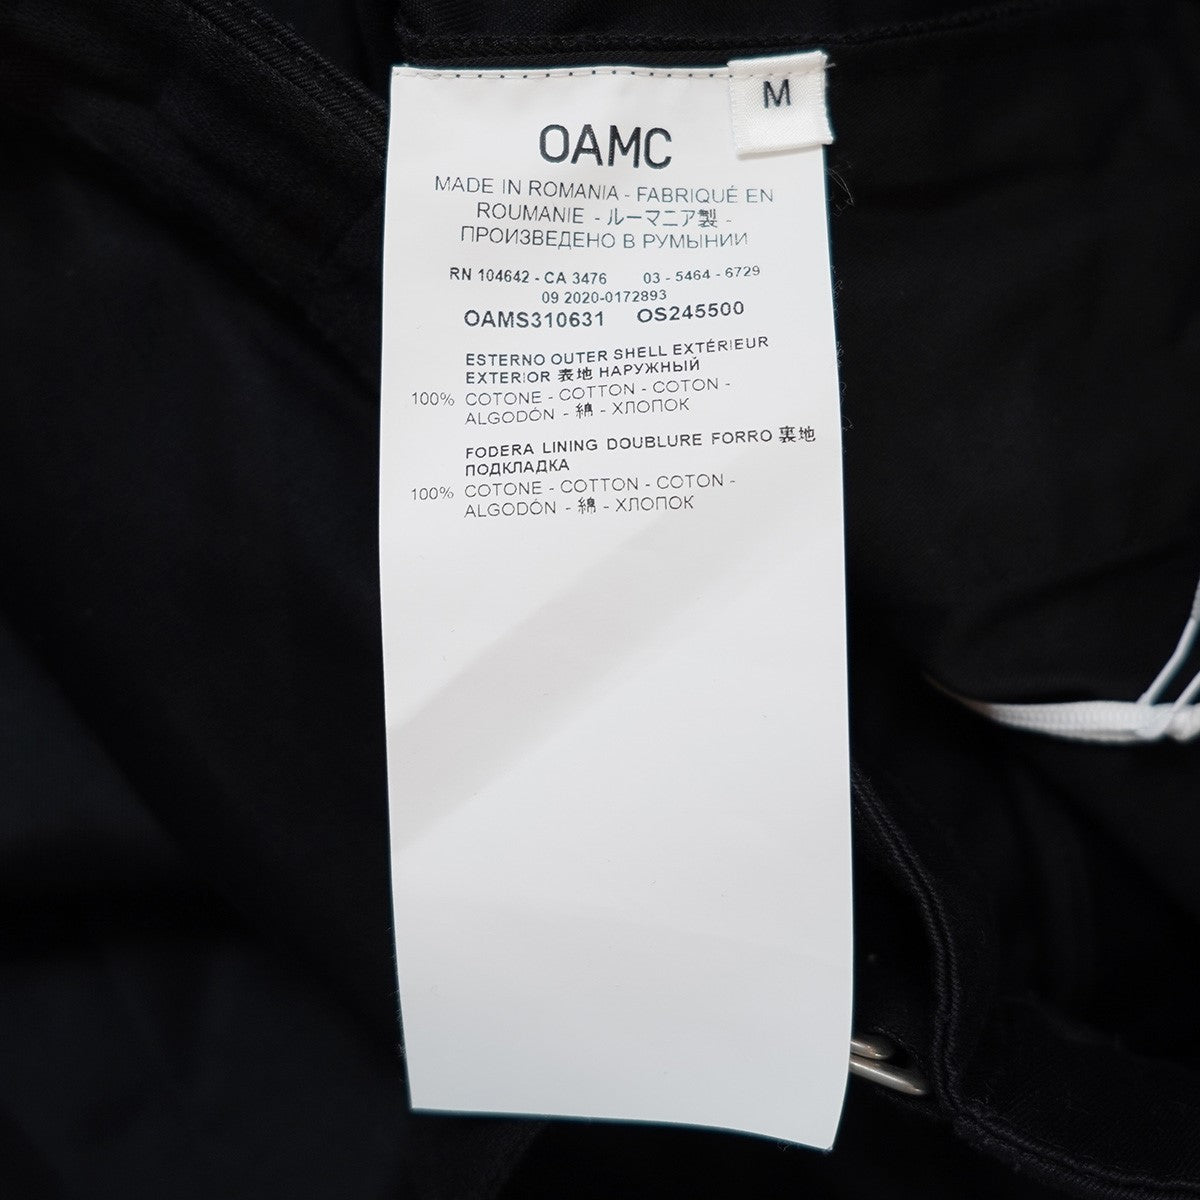 M
OAMC
MADE IN ROMANIA - FABRIQUÉ EN
ROUMANIE - ルーマニア製 -
ПРОИЗВЕДЕНО В РУМЫНИИ
RN 104642 - CA 3476 03 - 5464 - 6729
09 2020-0172893
OAMS310631 OS245500
ESTERNO OUTER SHELL EXTÉRIEUR
EXTERIOR 表地 НАРУЖНЫЙ
100% COTONE - COTTON - COTON -
ALGODÓN - 綿 - ХЛОПОК
FODERA LINING DOUBLURE FORRO 裏地
ПОДКЛАДКА
100% COTONE - COTTON - COTON -
ALGODÓN - 綿 - ХЛОПОК